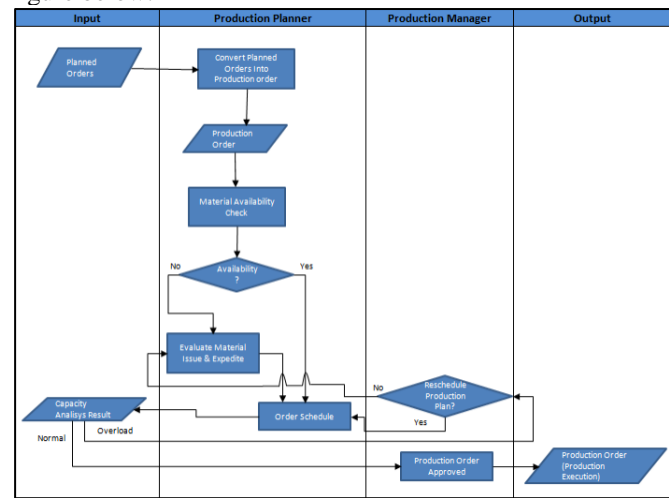 Input
Production Planner
Production Manager
Output
Planned
Orders
Convert Planned
Orders Into
Production order
Production
Order
Material Availability
Check
No
Availability
?
Yes
Evaluate Material
Issue & Expedite
No
Reschedule
Production
Plan?
Yes
Capacity
Analisys Result
Order Schedule
Normal
Overload
Production Order
Approved
Production Order
(Production
Execution)